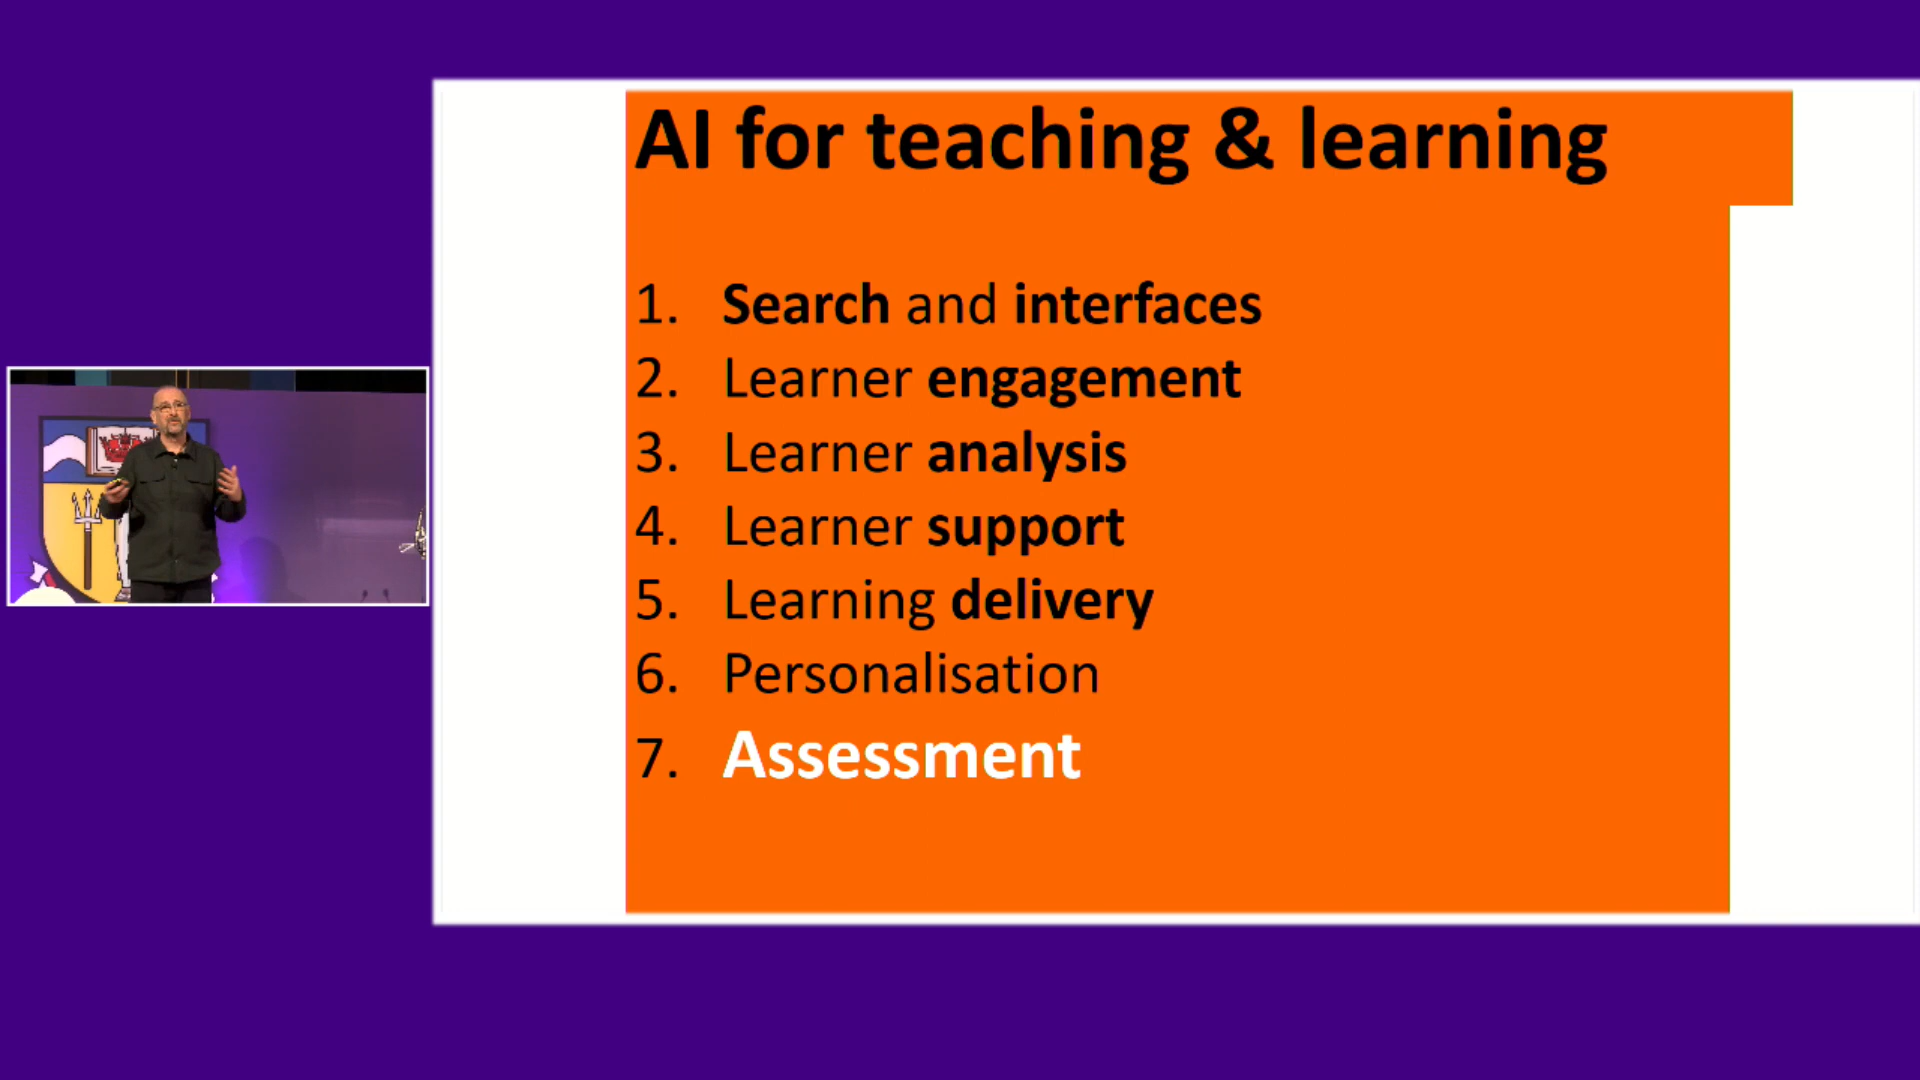 AI for teaching & learning
1. Search and interfaces
2. Learner engagement
3. Learner analysis
4. Learner support
5. Learning delivery
6. Personalisation
7. Assessment